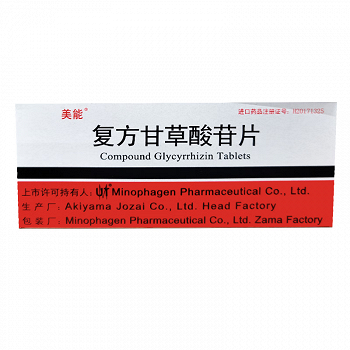 美能®
进口药品注册证号:
复方甘草酸苷片
Compound Glycyrrhizin Tablets
上市许可持有人: Minophagen Pharmaceutical Co., Ltd.
生 产 厂: Akiyama Jozai Co., Ltd. Head Factory
包 装 厂: Minophagen Pharmaceutical Co., Ltd. Zama Factory